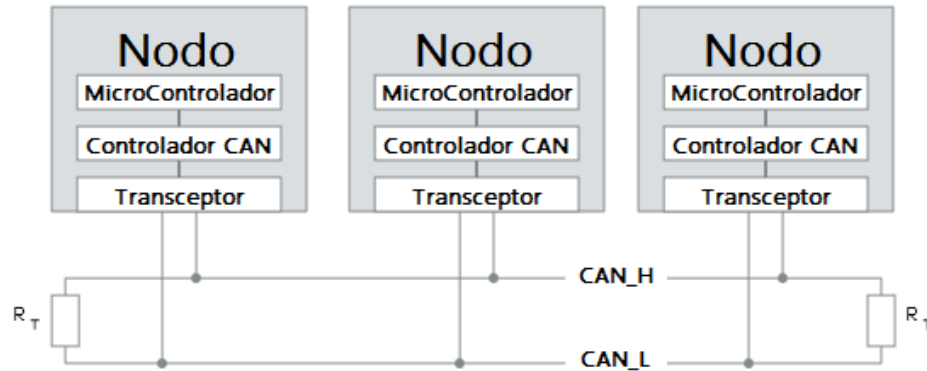 Nodo
MicroControlador
Controlador CAN
Transceptor
Nodo
MicroControlador
Controlador CAN
Transceptor
Nodo
MicroControlador
Controlador CAN
Transceptor
CAN_H
R T
R T
CAN_L